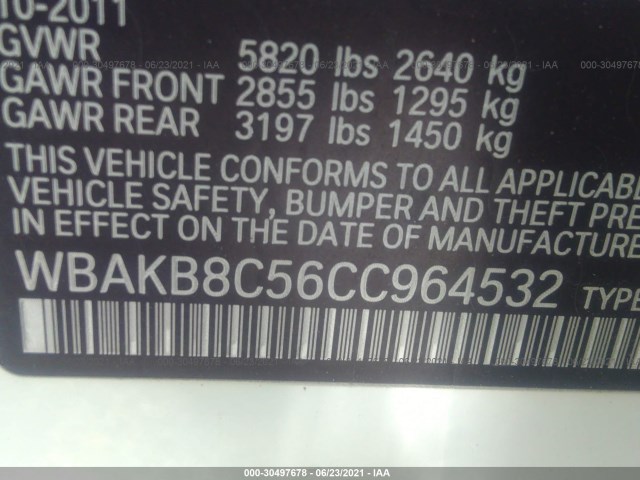 10-2011
GVWR 5820 lbs 2640 kg
GAWR FRONT 2855 lbs 1295 kg
GAWR REAR 3197 lbs 1450 kg
THIS VEHICLE CONFORMS TO ALL APPLICABLE
VEHICLE SAFETY, BUMPER AND THEFT PRE
IN EFFECT ON THE DATE OF MANUFACTURE
WBAKB8C56CC964532 TYPE
000-30497678 - 06/23/2021 - IAA